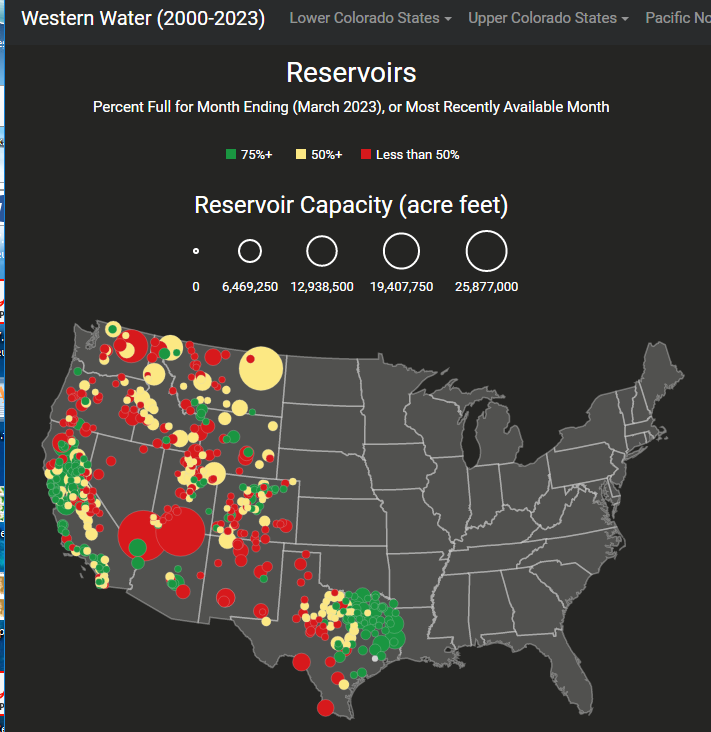 Western Water (2000-2023) Lower Colorado States Upper Colorado States Pacific No
Reservoirs
Percent Full for Month Ending (March 2023), or Most Recently Available Month
75%+ 50%+ Less than 50%
Reservoir Capacity (acre feet)
0 6,469,250 12,938,500 19,407,750 25,877,000